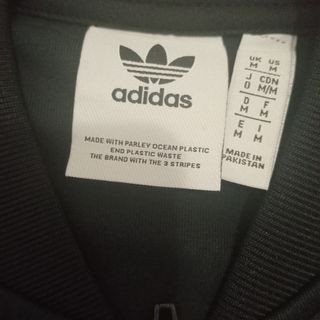 adidas
MADE WITH PARLEY OCEAN PLASTIC
END PLASTIC WASTE
THE BRAND WITH THE 3 STRIPES
UK US
M M
J CDN
O M/M
D F
M M
E I
M M
MADE IN
PAKISTAN